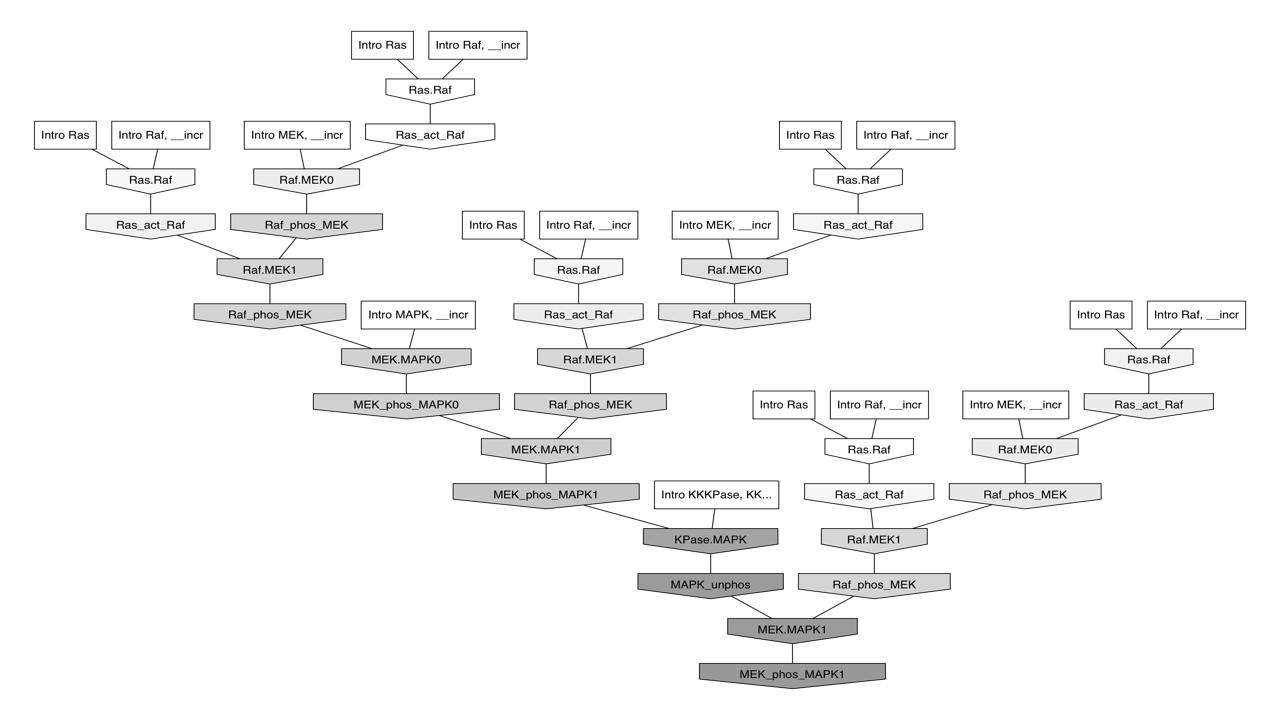 Intro Ras
Intro Raf, __incr
Ras.Raf
Intro Ras
Intro Raf, __incr
Intro MEK, __incr
Ras_act_Raf
Intro Ras
Intro Raf, __incr
Ras.Raf
Raf.MEK0
Ras.Raf
Ras_act_Raf
Raf_phos_MEK
Intro Ras
Intro Raf, __incr
Intro MEK, __incr
Ras_act_Raf
Raf.MEK1
Ras.Raf
Raf.MEK0
Raf_phos_MEK
Intro MAPK, __incr
Ras_act_Raf
Raf_phos_MEK
Intro Ras
Intro Raf, __incr
MEK.MAPK0
Raf.MEK1
Ras.Raf
MEK_phos_MAPK0
Raf_phos_MEK
Intro Ras
Intro Raf, __incr
Intro MEK, __incr
Ras_act_Raf
MEK.MAPK1
Ras.Raf
Raf.MEK0
MEK_phos_MAPK1
Intro KKKPase, KK...
Ras_act_Raf
Raf_phos_MEK
KPase.MAPK
Raf.MEK1
MAPK_unphos
Raf_phos_MEK
MEK.MAPK1
MEK_phos_MAPK1